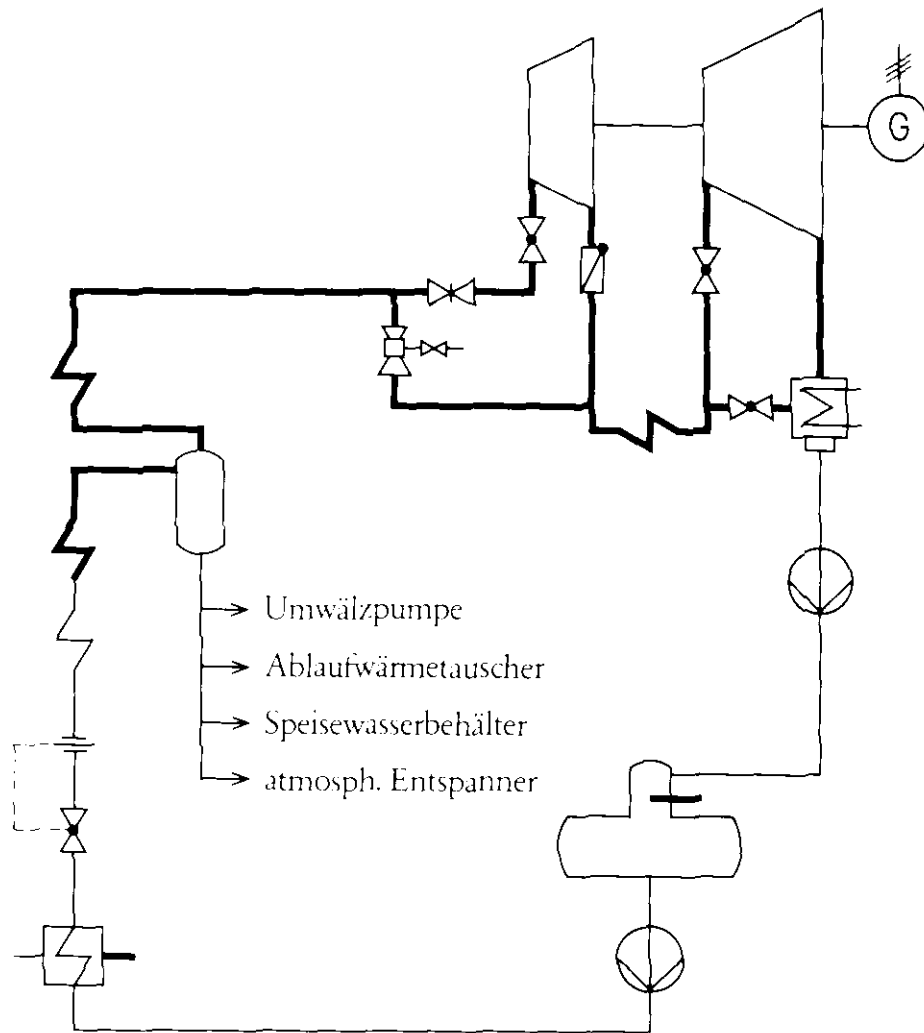 G
Umwälzpumpe
Ablaufwärmetauscher
Speisewasserbehälter
atmosph. Entspanner